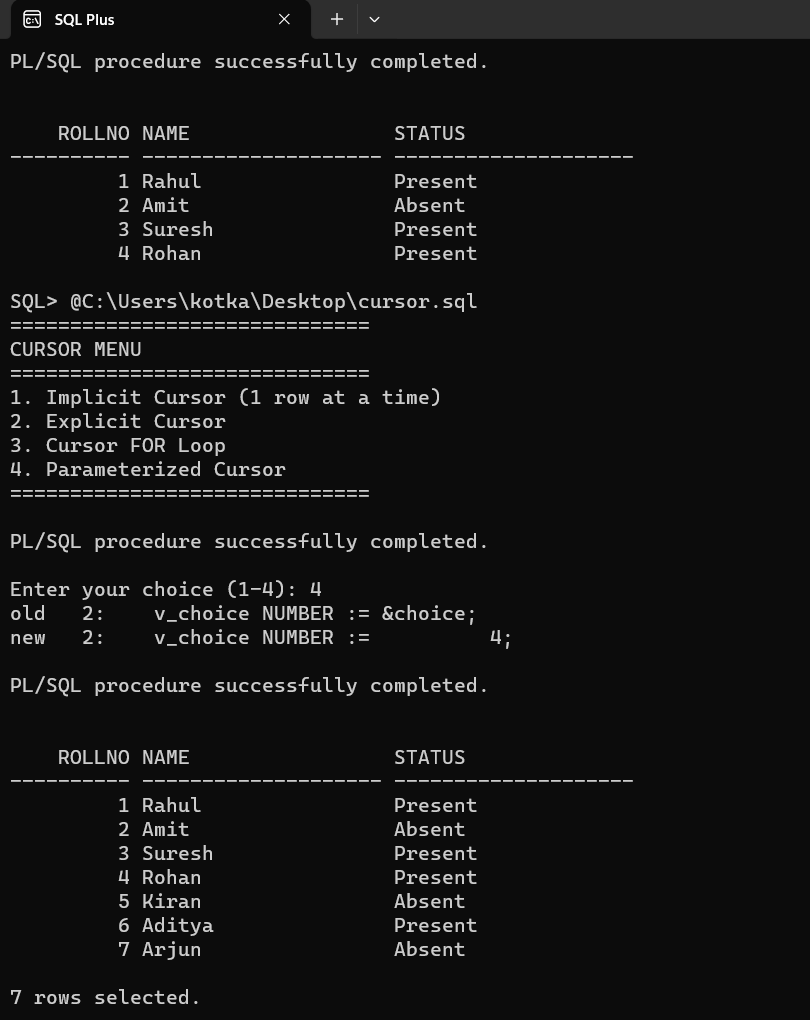 SQL Plus
PL/SQL procedure successfully completed.
    ROLLNO NAME                 STATUS
---------- -------------------- --------------------
         1 Rahul                Present
         2 Amit                 Absent
         3 Suresh               Present
         4 Rohan                Present
SQL> @C:\Users\kotka\Desktop\cursor.sql
==============================
CURSOR MENU
==============================
1. Implicit Cursor (1 row at a time)
2. Explicit Cursor
3. Cursor FOR Loop
4. Parameterized Cursor
==============================
PL/SQL procedure successfully completed.
Enter your choice (1-4): 4
old   2:    v_choice NUMBER := &choice;
new   2:    v_choice NUMBER :=          4;
PL/SQL procedure successfully completed.
    ROLLNO NAME                 STATUS
---------- -------------------- --------------------
         1 Rahul                Present
         2 Amit                 Absent
         3 Suresh               Present
         4 Rohan                Present
         5 Kiran                Absent
         6 Aditya               Present
         7 Arjun                Absent
7 rows selected.